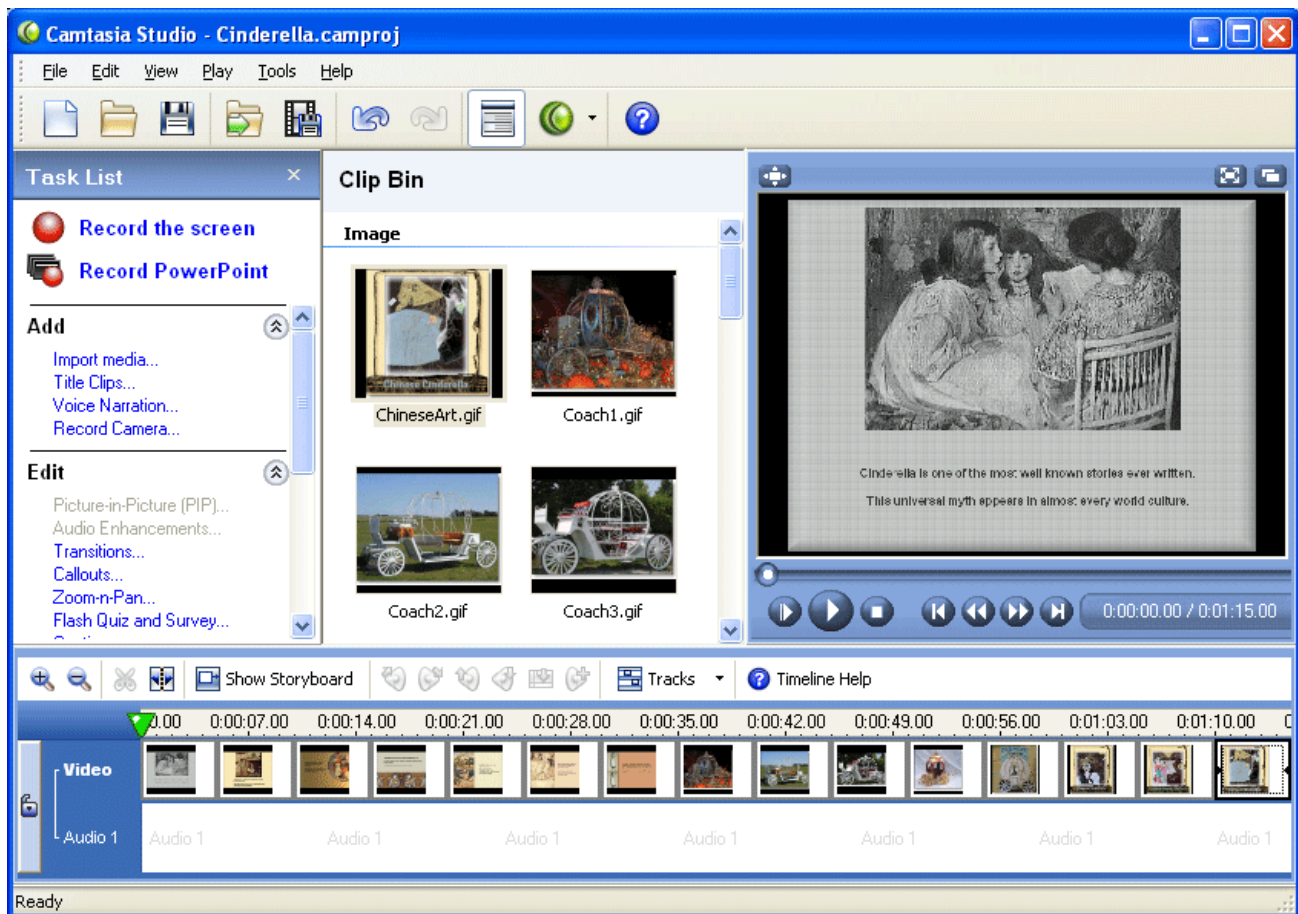 Camtasia Studio - Cinderella.camproj
File Edit View Play Tools Help
Task List
Record the screen
Record PowerPoint
Add
Import media...
Title Clips...
Voice Narration...
Record Camera...
Edit
Picture-in-Picture (PIP)...
Audio Enhancements...
Transitions...
Callouts...
Zoom-n-Pan...
Flash Quiz and Survey...
Clip Bin
Image
Chinese Cinderella
ChineseArt.gif
Coach1.gif
Coach2.gif
Coach3.gif
Cinderella is one of the most well known stories ever written.
This universal myth appears in almost every world culture.
0:00:00.00 / 0:01:15.00
Show Storyboard Tracks Timeline Help
0.00 0:00:07.00 0:00:14.00 0:00:21.00 0:00:28.00 0:00:35.00 0:00:42.00 0:00:49.00 0:00:56.00 0:01:03.00 0:01:10.00
Video
Audio 1 Audio 1 Audio 1 Audio 1 Audio 1 Audio 1 Audio 1 Audio 1
Ready